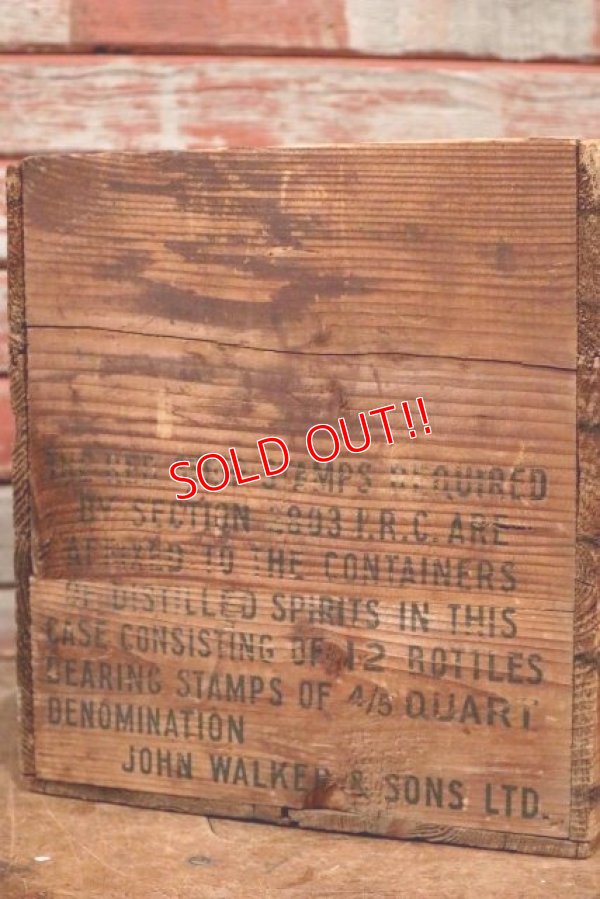 SOLD OUT!!
STAMPS REQUIRED
BY SECTION 2803 I.R.C. ARE
AFFIXED TO THE CONTAINERS
OF DISTILLED SPIRITS IN THIS
CASE CONSISTING OF 12 BOTTLES
BEARING STAMPS OF 4/5 QUART
DENOMINATION
JOHN WALKER & SONS LTD.